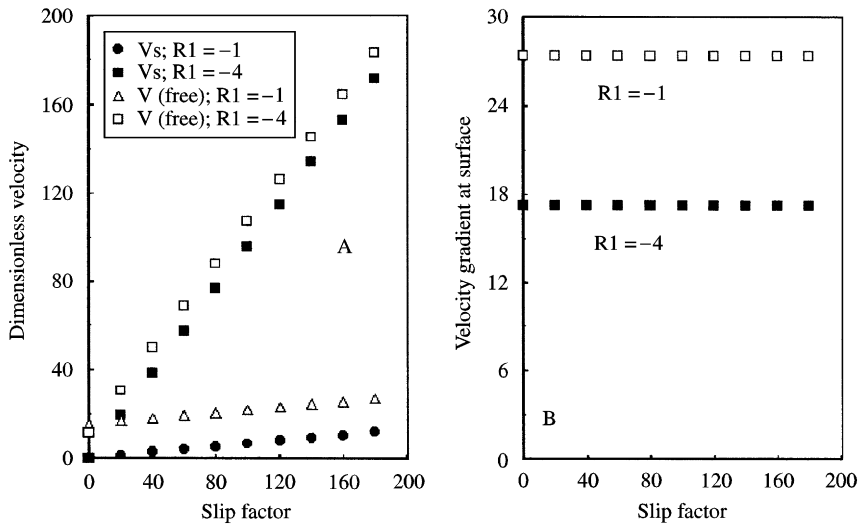 200
160
120
80
40
0
Dimensionless velocity
Vs; R1 = −1
Vs; R1 = −4
V (free); R1 = −1
V (free); R1 = −4
A
0 40 80 120 160 200
Slip factor
30
26
18
12
6
0
Velocity gradient at surface
R1 = −1
R1 = −4
B
0 40 80 120 160 200
Slip factor